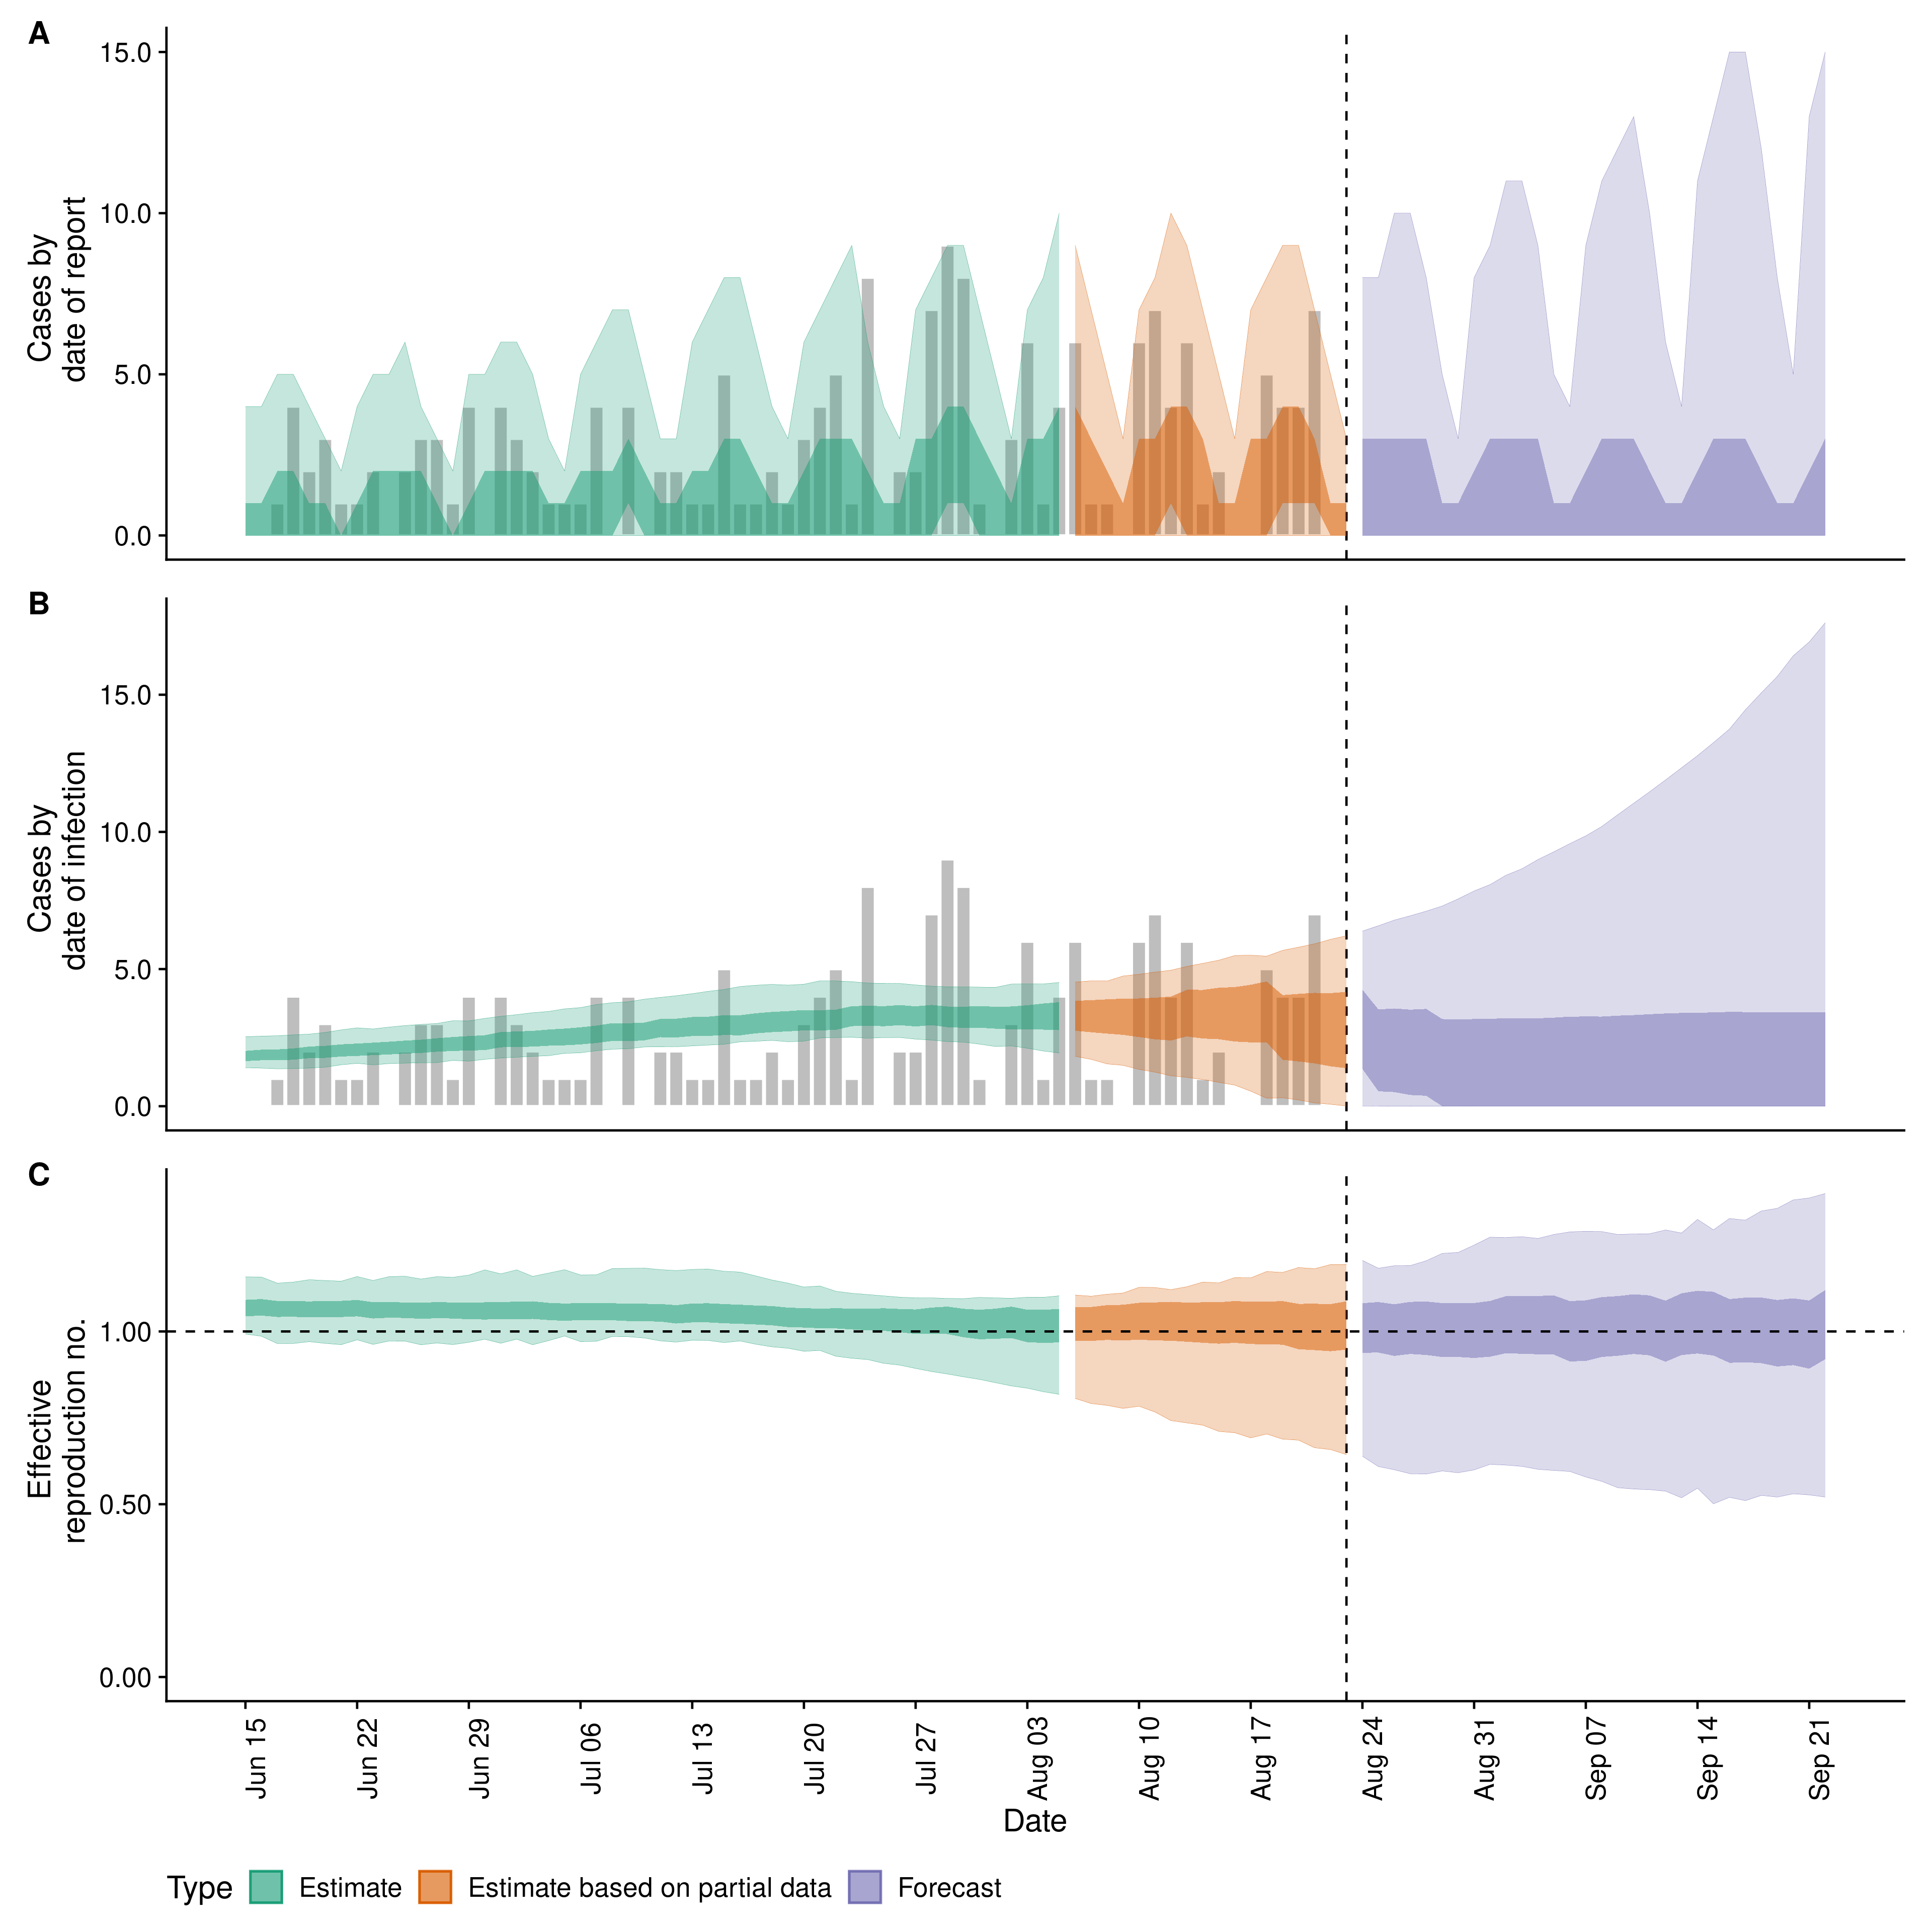 A
15.0
10.0
5.0
0.0
Cases by
date of report
B
15.0
10.0
5.0
0.0
Cases by
date of infection
C
1.00
0.50
0.00
Effective
reproduction no.
Jun 15
Jun 22
Jun 29
Jul 06
Jul 13
Jul 20
Jul 27
Aug 03
Aug 10
Aug 17
Aug 24
Aug 31
Sep 07
Sep 14
Sep 21
Date
Type Estimate Estimate based on partial data Forecast